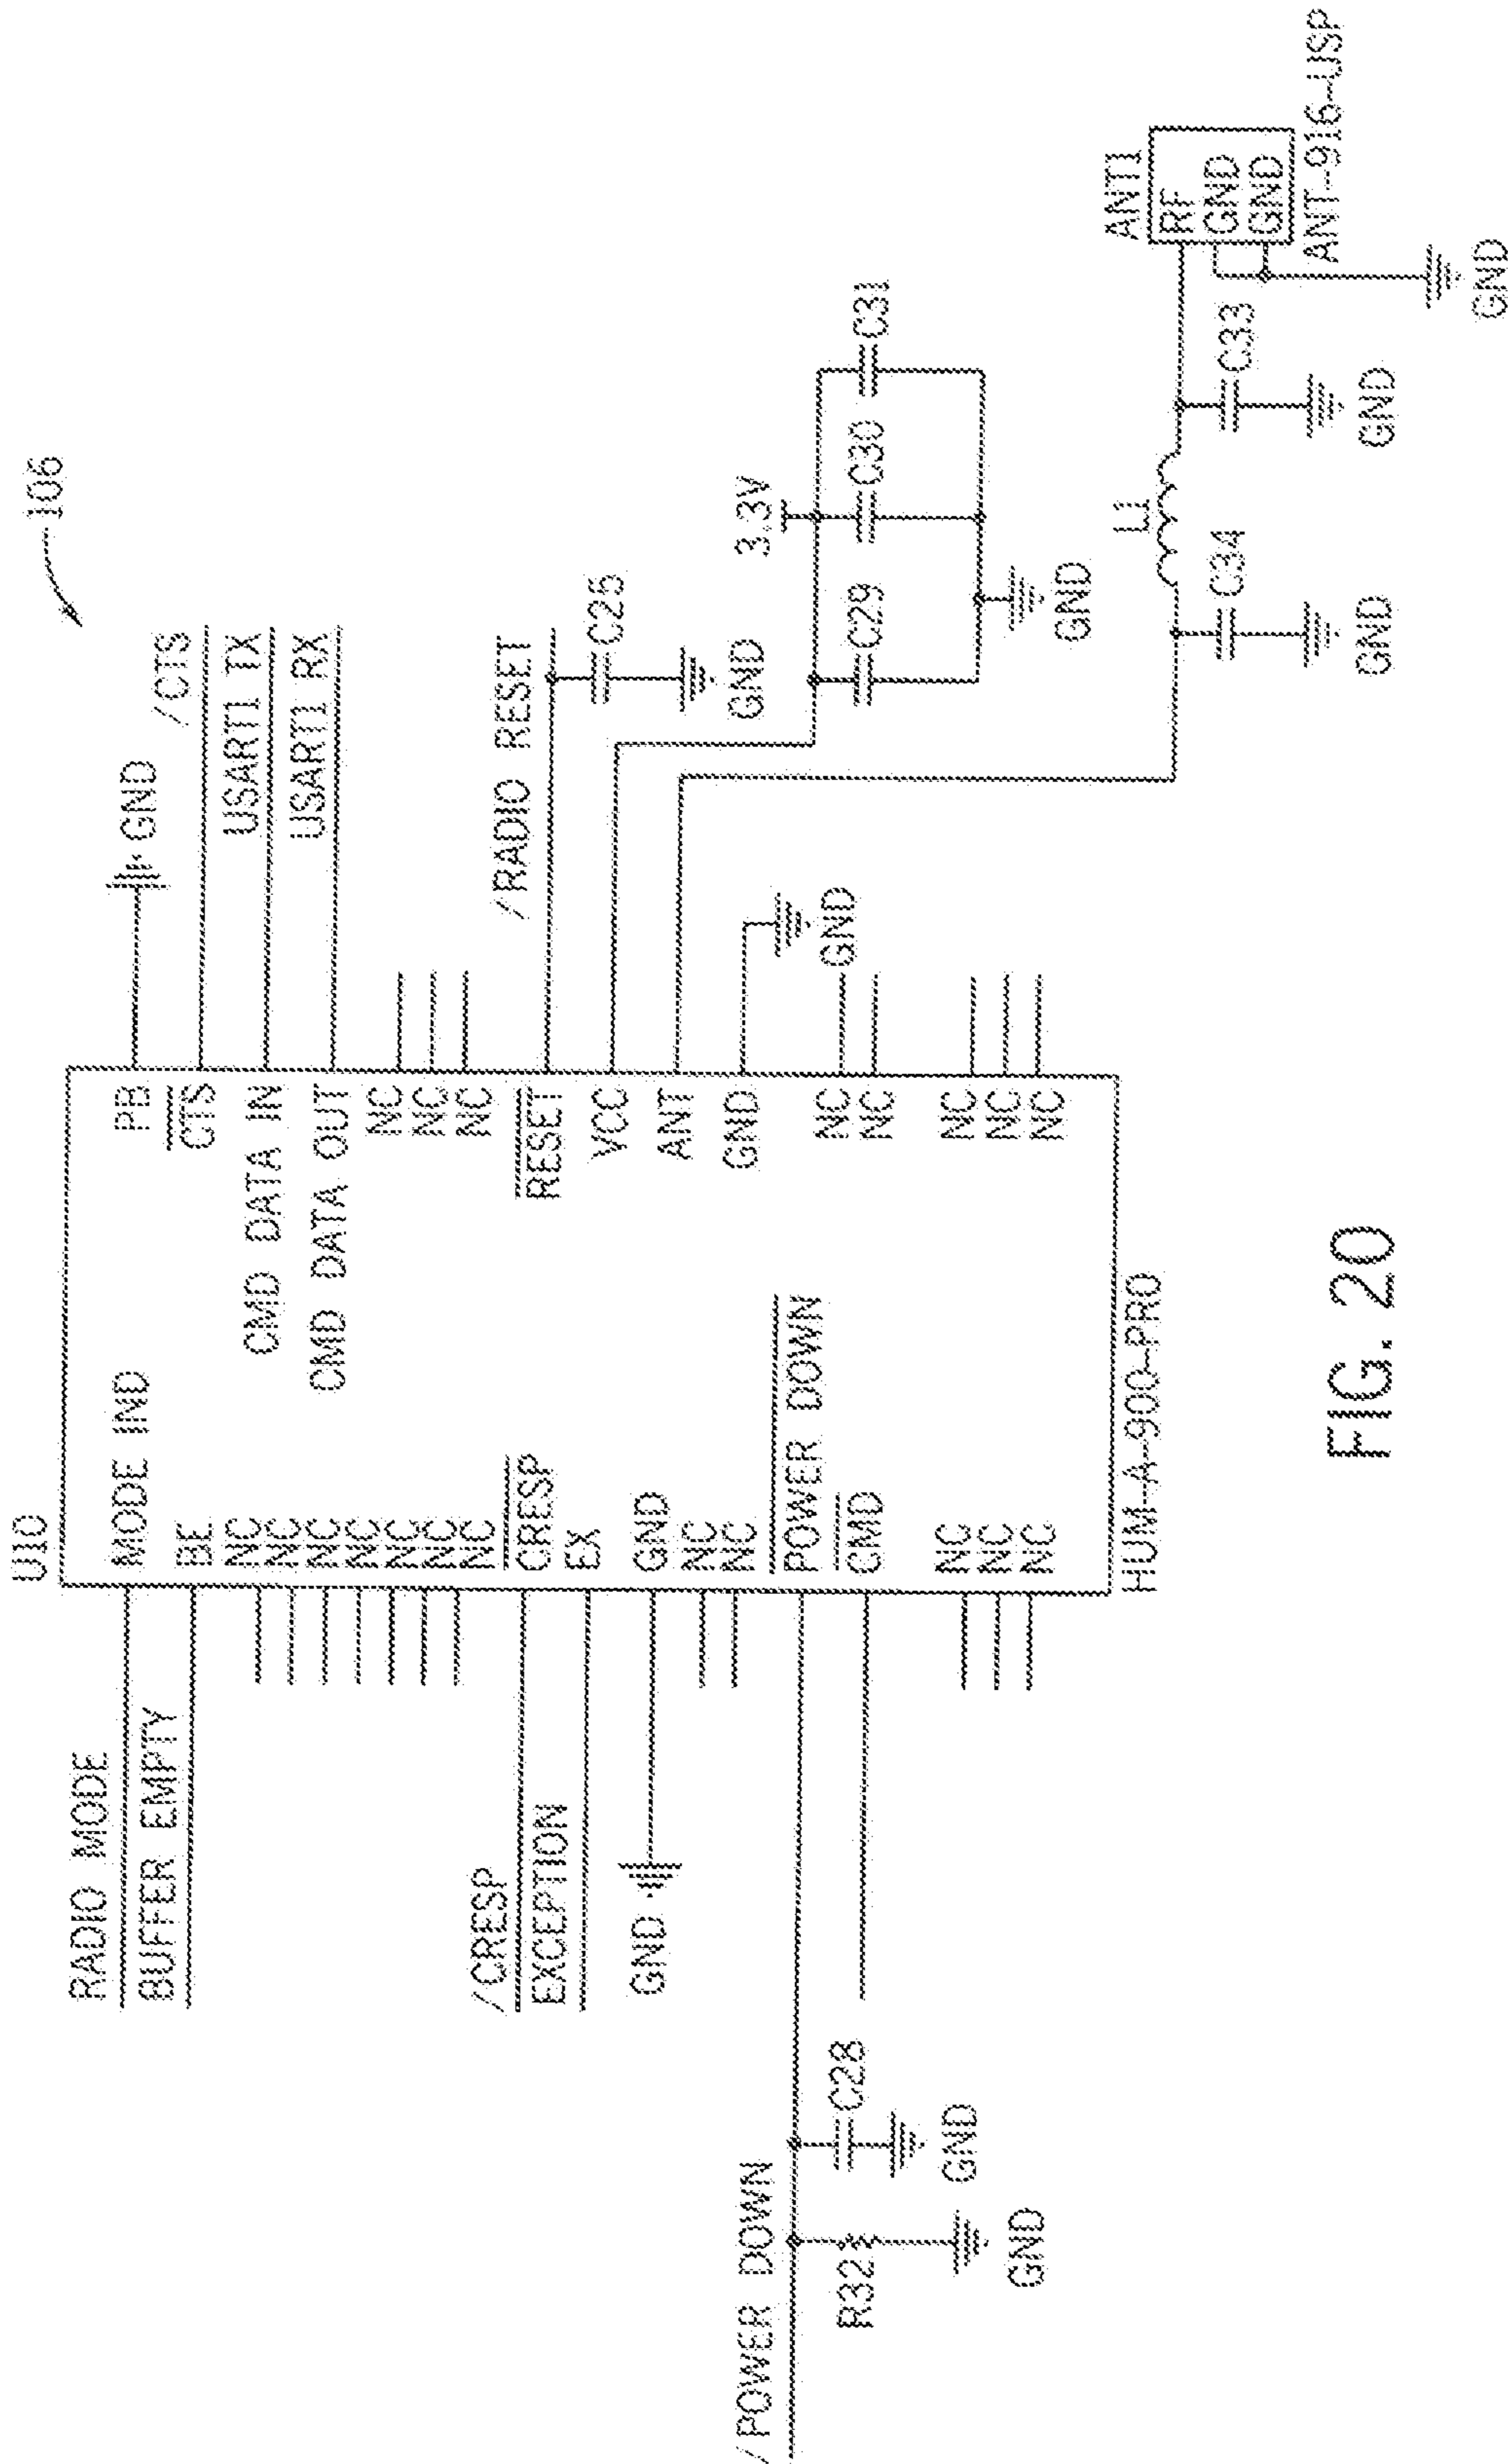 106
U10
RADIO MODE
BUFFER EMPTY
/CRESP
EXCEPTION
GND
/POWER DOWN
R32
GND
C28
GND
MODE IND
BE
NC
NC
NC
NC
NC
NC
NC
CRESP
EX
GND
NC
NC
POWER DOWN
CMD
NC
NC
NC
PB
CTS
CMD DATA IN
CMD DATA OUT
NC
NC
NC
RESET
VCC
ANT
GND
NC
NC
NC
NC
NC
HUM-A-900-PRO
GND
/CTS
USART1 TX
USART1 RX
/RADIO RESET
C25
GND
3.3V
C29
C30
C31
GND
GND
L1
C34
GND
C33
GND
ANT1
RF
GND
GND
ANT-916-USP
GND
FIG. 20